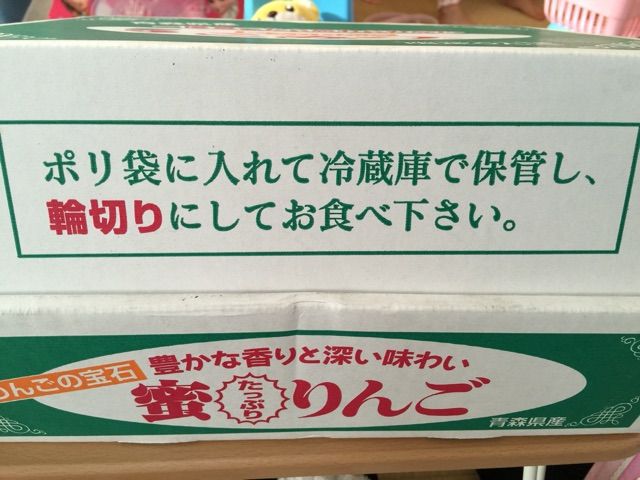 ポリ袋に入れて冷蔵庫で保管し、
輪切りにしてお食べ下さい。
んごの宝石
豊かな香りと深い味わい
蜜たっぷりりんご
青森県産